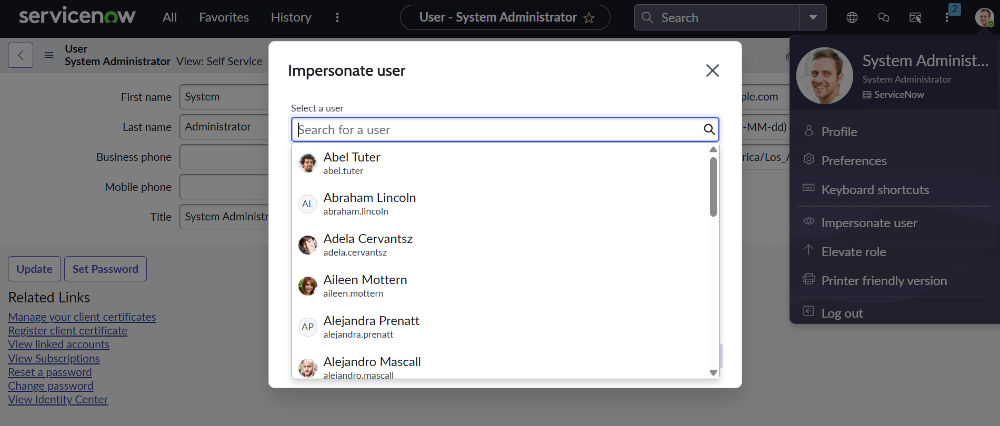 servicenow
All
Favorites
History
User - System Administrator
Search
2
User
System Administrator View: Self Service
First name
System
Last name
Administrator
Business phone
Mobile phone
Title
System Administr
ple.com
-MM-dd)
rica/Los_A
Update
Set Password
Related Links
Manage your client certificates
Register client certificate
View linked accounts
View Subscriptions
Reset a password
Change password
View Identity Center
Impersonate user
Select a user
Search for a user
Abel Tuter
abel.tuter
AL
Abraham Lincoln
abraham.lincoln
Adela Cervantsz
adela.cervantsz
Aileen Mottern
aileen.mottern
AP
Alejandra Prenatt
alejandra.prenatt
Alejandro Mascall
alejandro.mascall
System Administ...
System Administrator
ServiceNow
Profile
Preferences
Keyboard shortcuts
Impersonate user
Elevate role
Printer friendly version
Log out